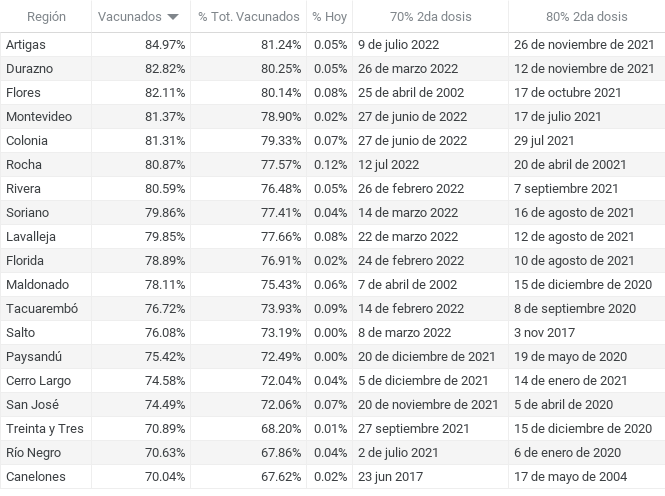 Región Vacunados % Tot. Vacunados % Hoy 70% 2da dosis 80% 2da dosis
Artigas 84.97% 81.24% 0.05% 9 de julio 2022 26 de noviembre de 2021
Durazno 82.82% 80.25% 0.05% 26 de marzo 2022 12 de noviembre de 2021
Flores 82.11% 80.14% 0.08% 25 de abril de 2002 17 de octubre 2021
Montevideo 81.37% 78.90% 0.02% 27 de junio de 2022 17 de julio 2021
Colonia 81.31% 79.33% 0.07% 27 de junio de 2022 29 jul 2021
Rocha 80.87% 77.57% 0.12% 12 jul 2022 20 de abril de 20021
Rivera 80.59% 76.48% 0.05% 26 de febrero 2022 7 septiembre 2021
Soriano 79.86% 77.41% 0.04% 14 de marzo 2022 16 de agosto de 2021
Lavalleja 79.85% 77.66% 0.08% 22 de marzo 2022 12 de agosto de 2021
Florida 78.89% 76.91% 0.02% 24 de febrero 2022 10 de agosto de 2021
Maldonado 78.11% 75.43% 0.06% 7 de abril de 2002 15 de diciembre de 2020
Tacuarembó 76.72% 73.93% 0.09% 14 de febrero 2022 8 de septiembre 2020
Salto 76.08% 73.19% 0.00% 8 de marzo 2022 3 nov 2017
Paysandú 75.42% 72.49% 0.00% 20 de diciembre de 2021 19 de mayo de 2020
Cerro Largo 74.58% 72.04% 0.04% 5 de diciembre de 2021 14 de enero de 2021
San José 74.49% 72.06% 0.07% 20 de noviembre de 2021 5 de abril de 2020
Treinta y Tres 70.89% 68.20% 0.01% 27 septiembre 2021 15 de diciembre de 2020
Río Negro 70.63% 67.86% 0.04% 2 de julio 2021 6 de enero de 2020
Canelones 70.04% 67.62% 0.02% 23 jun 2017 17 de mayo de 2004